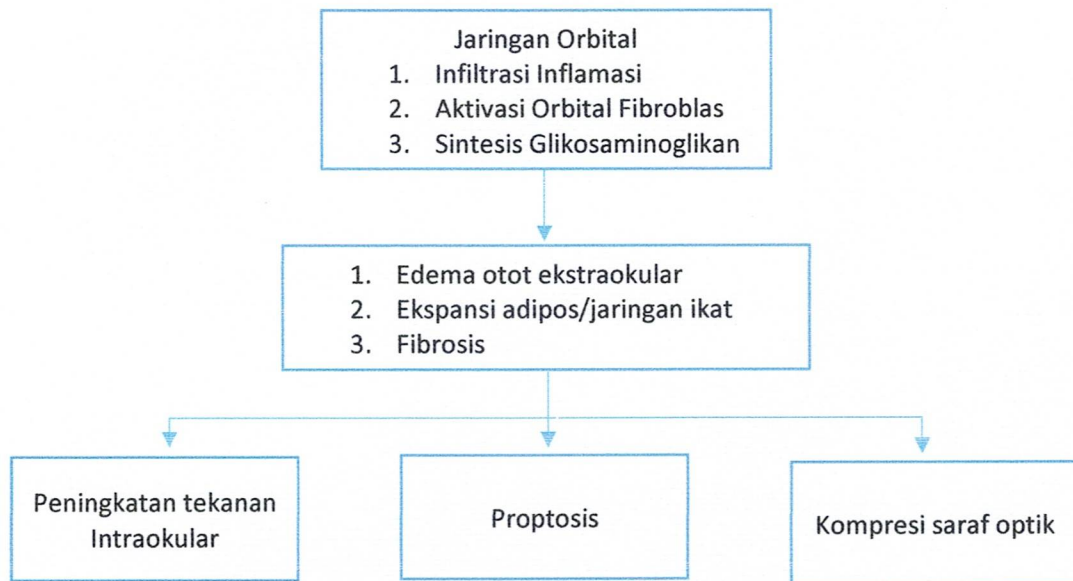 Jaringan Orbital
1. Infiltrasi Inflamasi
2. Aktivasi Orbital Fibroblas
3. Sintesis Glikosaminoglikan
1. Edema otot ekstraokular
2. Ekspansi adipos/jaringan ikat
3. Fibrosis
Peningkatan tekanan
Intraokular
Proptosis
Kompresi saraf optik